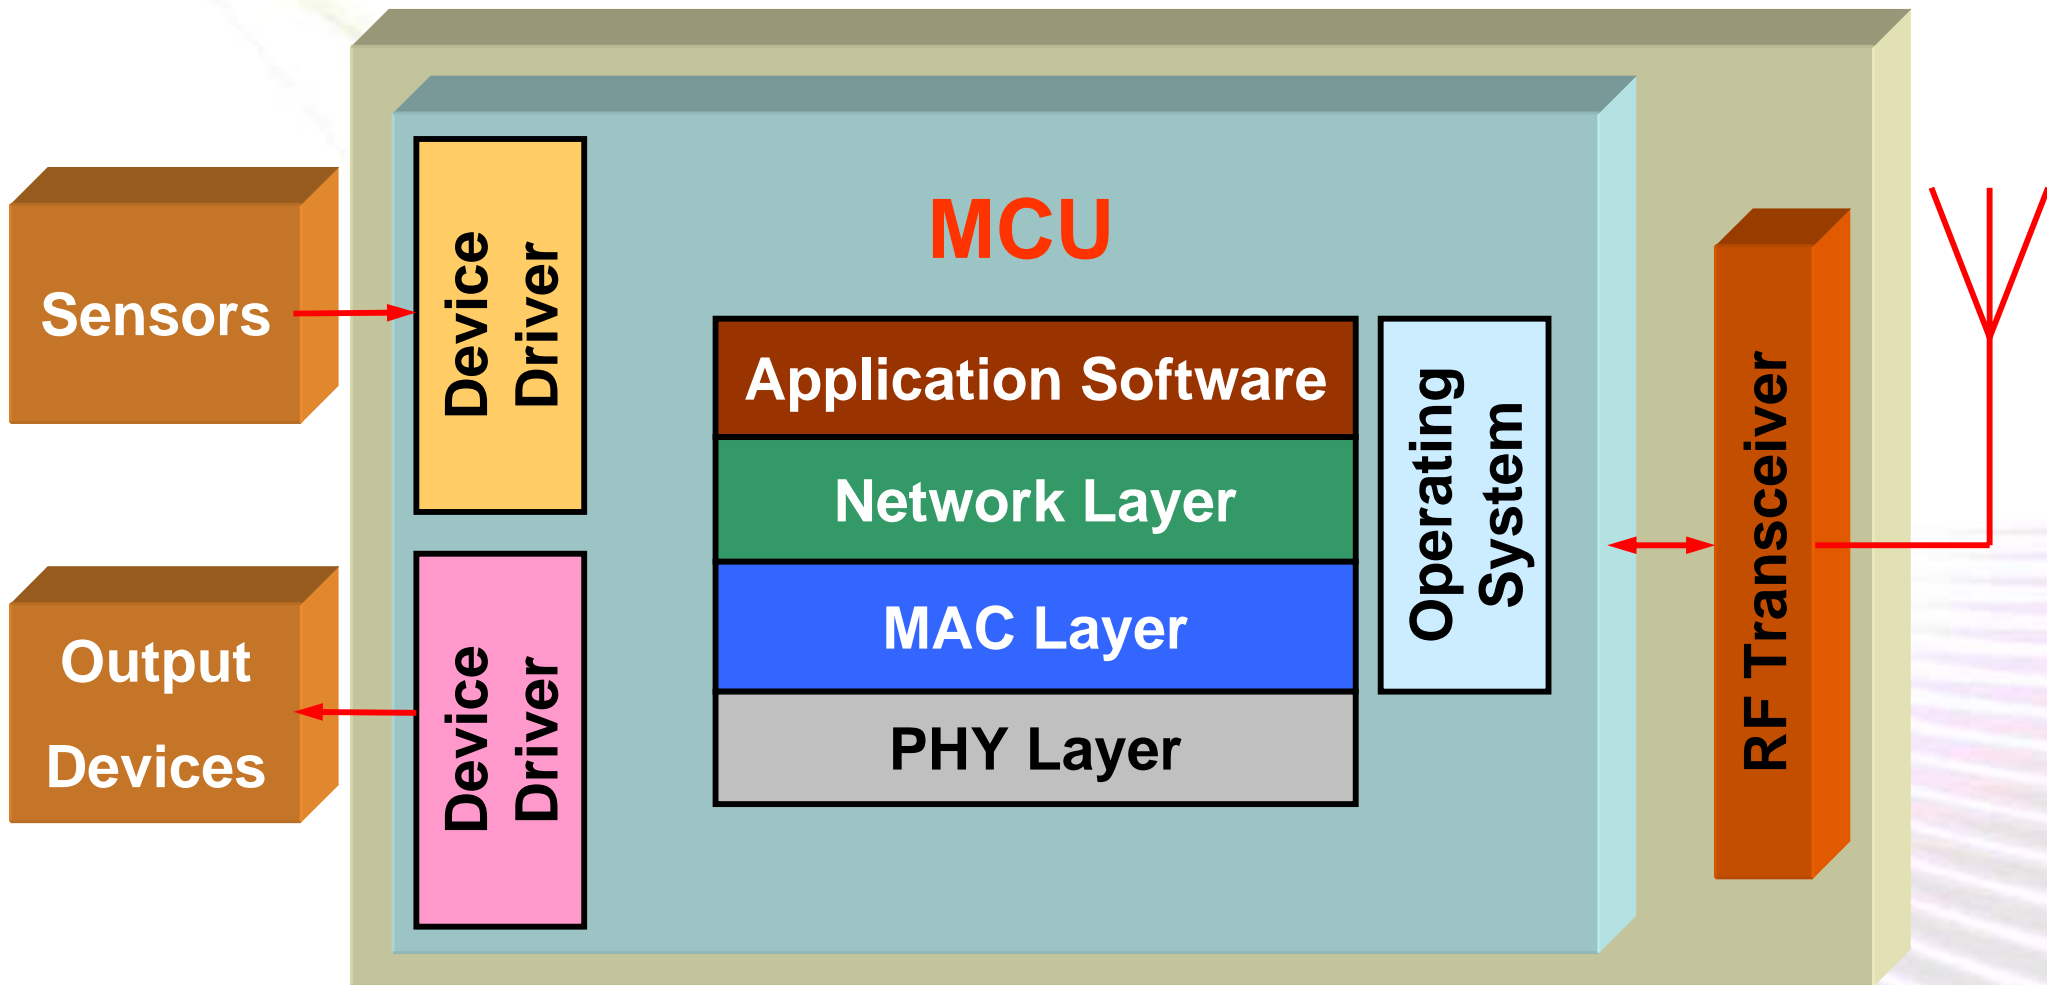 MCU
Sensors
Device
Driver
Application Software
Network Layer
MAC Layer
PHY Layer
Operating
System
RF Transceiver
Output
Devices
Device
Driver